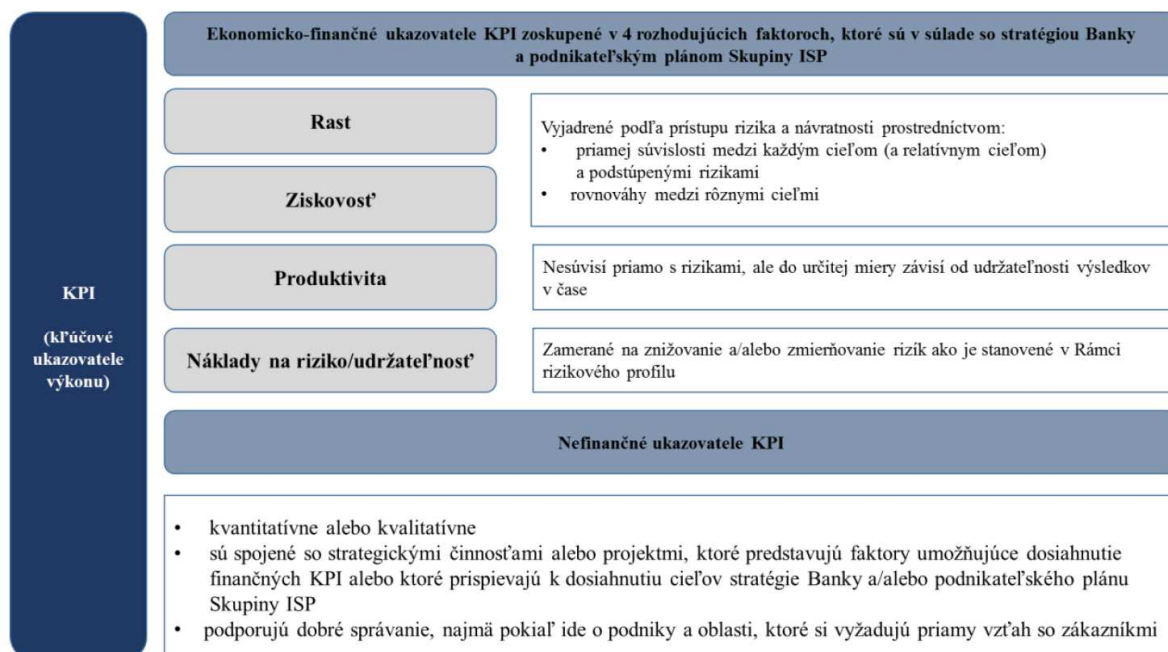 KPI
(kľúčové
ukazovatele
výkonu)
Ekonomicko-finančné ukazovatele KPI zoskupené v 4 rozhodujúcich faktoroch, ktoré sú v súlade so stratégiou Banky
a podnikateľským plánom Skupiny ISP
Rast
Ziskovosť
Vyjadrené podľa prístupu rizika a návratnosti prostredníctvom:
• priamej súvislosti medzi každým cieľom (a relatívnym cieľom)
a podstúpenými rizikami
• rovnováhy medzi rôznymi cieľmi
Produktivita
Nesúvisí priamo s rizikami, ale do určitej miery závisí od udržateľnosti výsledkov
v čase
Náklady na riziko/udržateľnosť
Zamerané na znižovanie a/alebo zmierňovanie rizík ako je stanovené v Rámci
rizikového profilu
Nefinančné ukazovatele KPI
• kvantitatívne alebo kvalitatívne
• sú spojené so strategickými činnosťami alebo projektmi, ktoré predstavujú faktory umožňujúce dosiahnutie
finančných KPI alebo ktoré prispievajú k dosiahnutiu cieľov stratégie Banky a/alebo podnikateľského plánu
Skupiny ISP
• podporujú dobré správanie, najmä pokiaľ ide o podniky a oblasti, ktoré si vyžadujú priamy vzťah so zákazníkmi